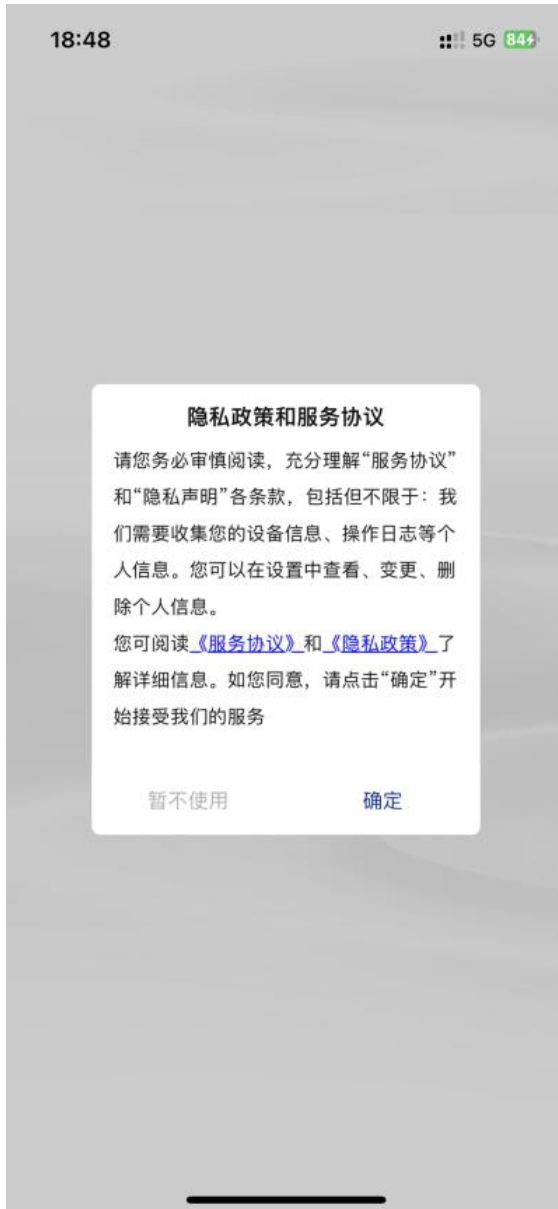 18:48
5G 84
隐私政策和服务协议
请您务必审慎阅读，充分理解“服务协议”
和“隐私声明”各条款，包括但不限于：我
们需要收集您的设备信息、操作日志等个
人信息。您可以在设置中查看、变更、删
除个人信息。
您可阅读《服务协议》和《隐私政策》了
解详细信息。如您同意，请点击“确定”开
始接受我们的服务
暂不使用 确定